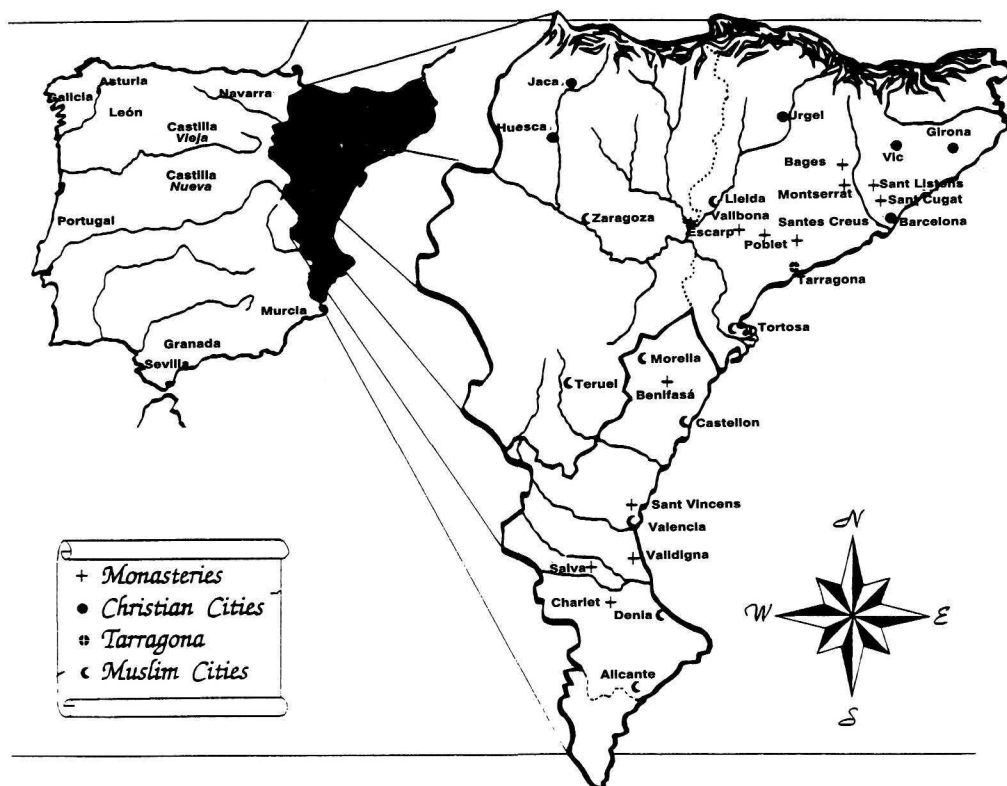 Asturia
Galicia
Navarra
León
Castilla
Vieja
Castilla
Nueva
Portugal
Murcia
Granada
Sevilla
Jaca
Huesca
Urgel
Girona
Vic
Bages
Montserrat
Sant Listens
Sant Cugat
Lleida
Zaragoza
Vallbona
Santes Creus
Barcelona
Escarp
Poblet
Tarragona
Tortosa
Morella
Teruel
Benifasá
Castellon
Sant Vincens
Valencia
Valldigna
Salva
Charlet
Denia
Alicante
Monasteries
Christian Cities
Tarragona
Muslim Cities
N
W
E
S